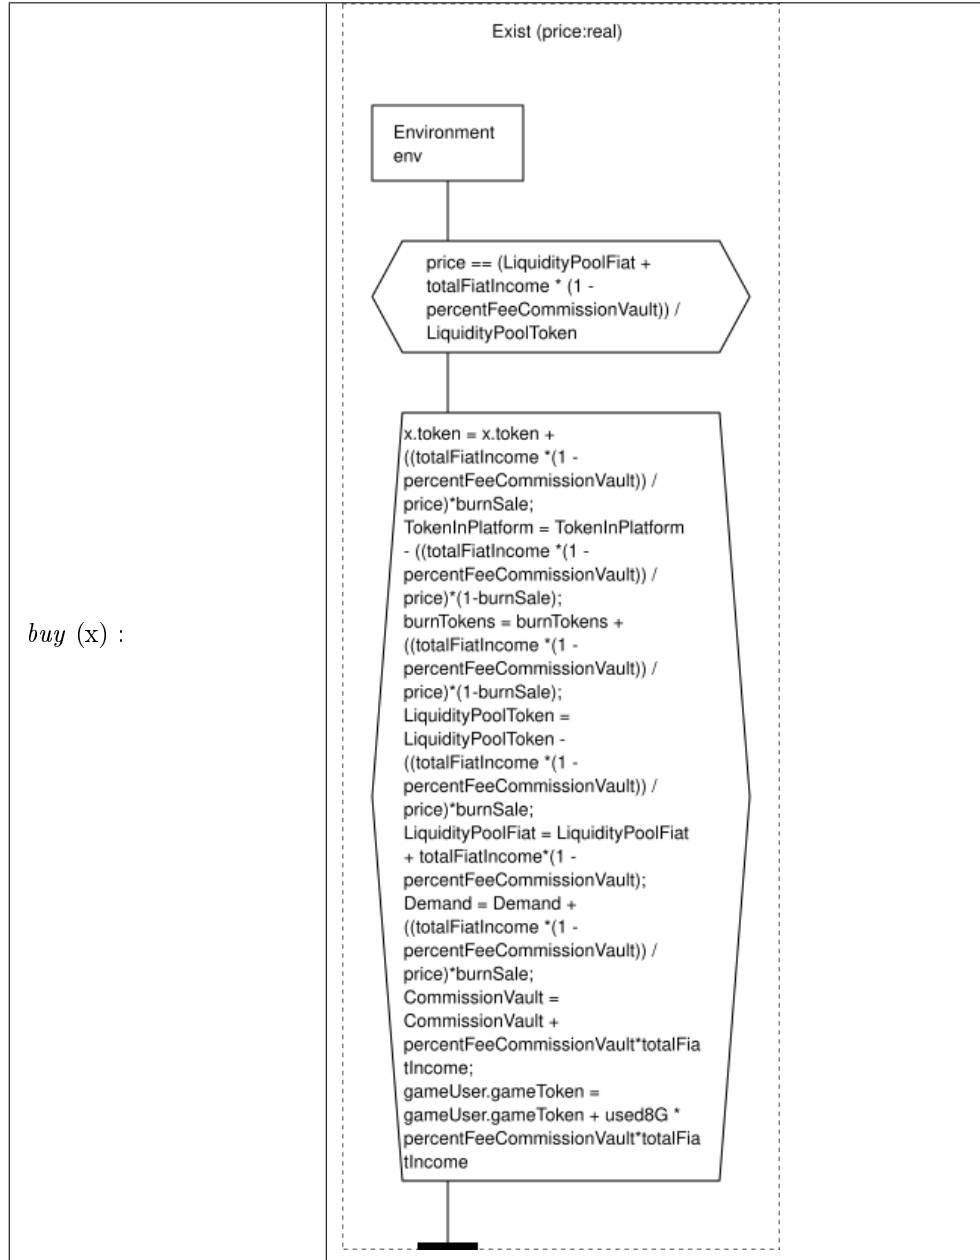 Exist (price:real)
Environment
env
price == (LiquidityPoolFiat +
totalFiatIncome * (1 -
percentFeeCommissionVault)) /
LiquidityPoolToken
x.token = x.token +
((totalFiatIncome *(1 -
percentFeeCommissionVault)) /
price)*burnSale;
TokenInPlatform = TokenInPlatform
- ((totalFiatIncome *(1 -
percentFeeCommissionVault)) /
price)*(1-burnSale);
burnTokens = burnTokens +
((totalFiatIncome *(1 -
percentFeeCommissionVault)) /
price)*(1-burnSale);
LiquidityPoolToken =
LiquidityPoolToken -
((totalFiatIncome *(1 -
percentFeeCommissionVault)) /
price)*burnSale;
LiquidityPoolFiat = LiquidityPoolFiat
+ totalFiatIncome*(1 -
percentFeeCommissionVault);
Demand = Demand +
((totalFiatIncome *(1 -
percentFeeCommissionVault)) /
price)*burnSale;
CommissionVault =
CommissionVault +
percentFeeCommissionVault*totalFia
tIncome;
gameUser.gameToken =
gameUser.gameToken + used8G *
percentFeeCommissionVault*totalFia
tIncome
buy (x) :